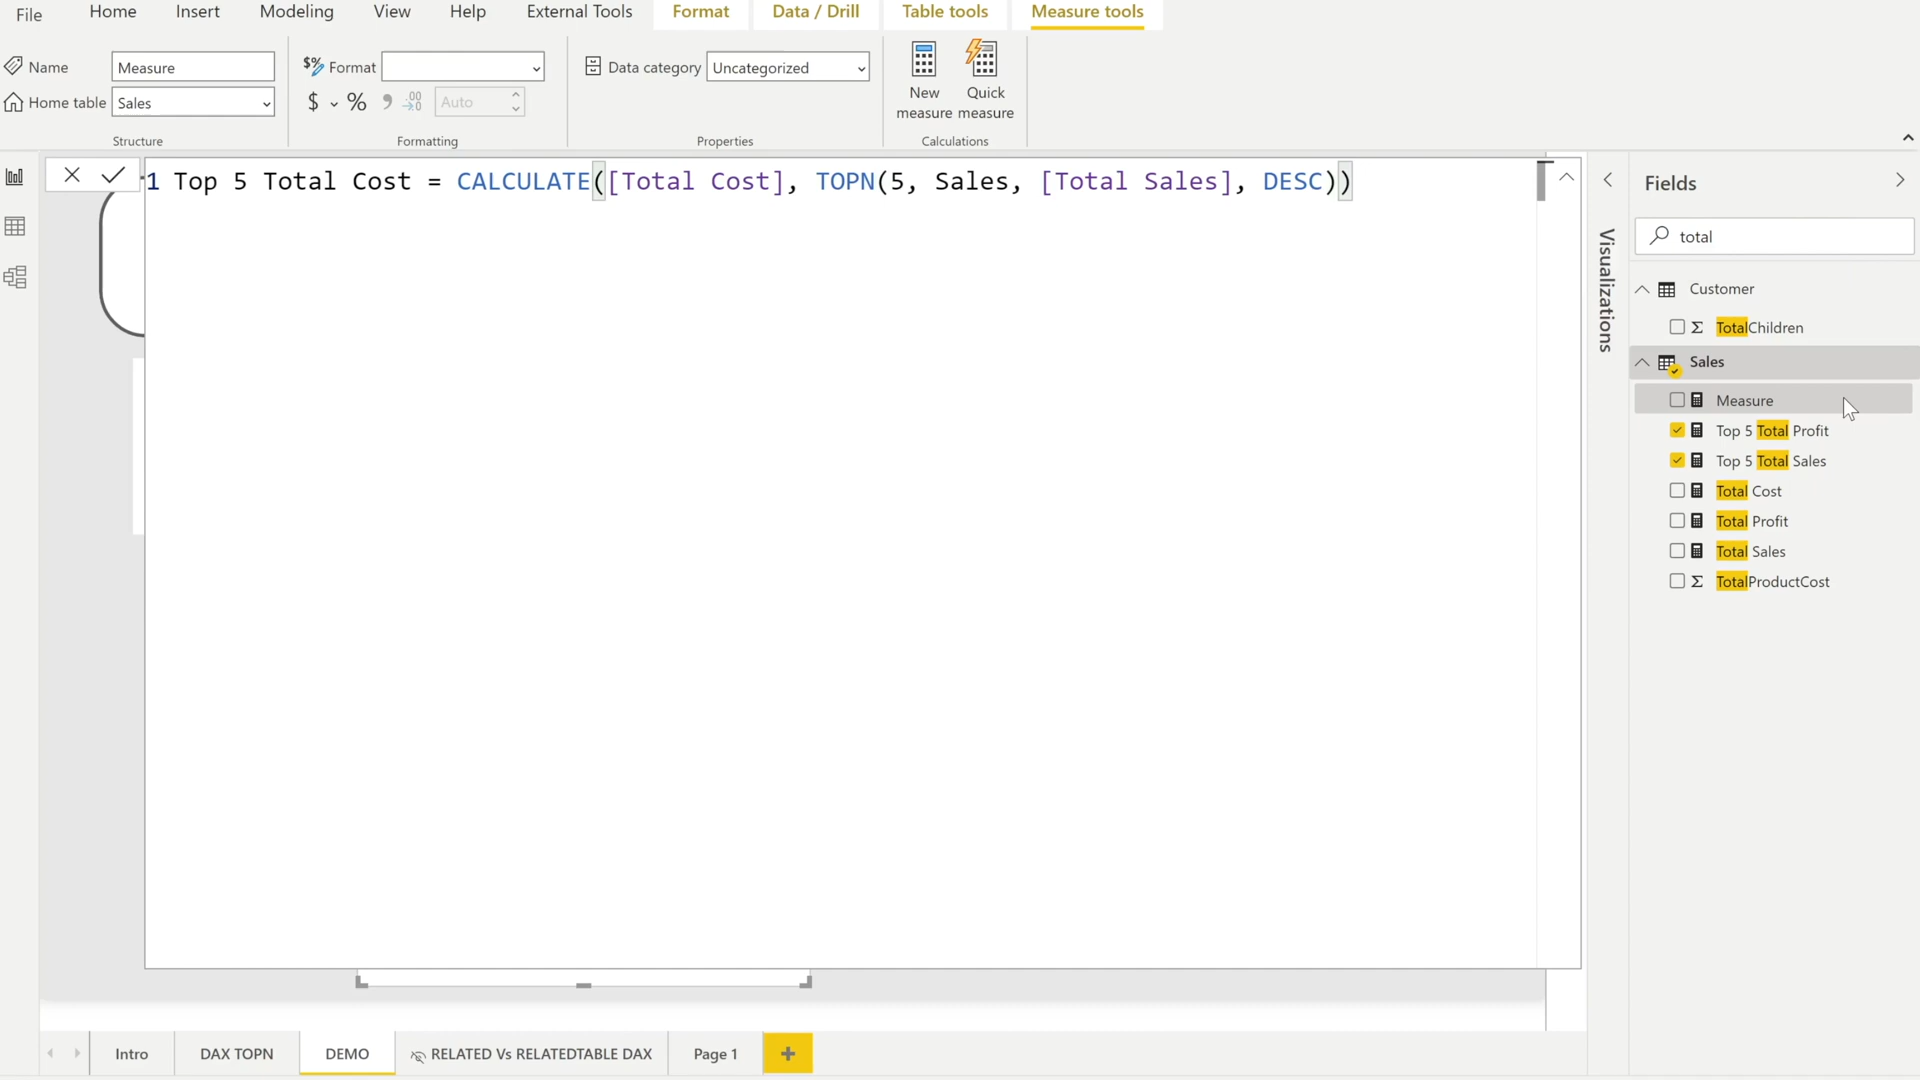 File Home Insert Modeling View Help External Tools Format Data / Drill Table tools Measure tools
Name Measure $% Format Data category Uncategorized New measure Quick measure
Home table Sales $ % , .00 Auto
Structure Formatting Properties Calculations
1 Top 5 Total Cost = CALCULATE([Total Cost], TOPN(5, Sales, [Total Sales], DESC))
Visualizations
Fields
total
Customer
TotalChildren
Sales
Measure
Top 5 Total Profit
Top 5 Total Sales
Total Cost
Total Profit
Total Sales
TotalProductCost
Intro DAX TOPN DEMO RELATED Vs RELATEDTABLE DAX Page 1 +